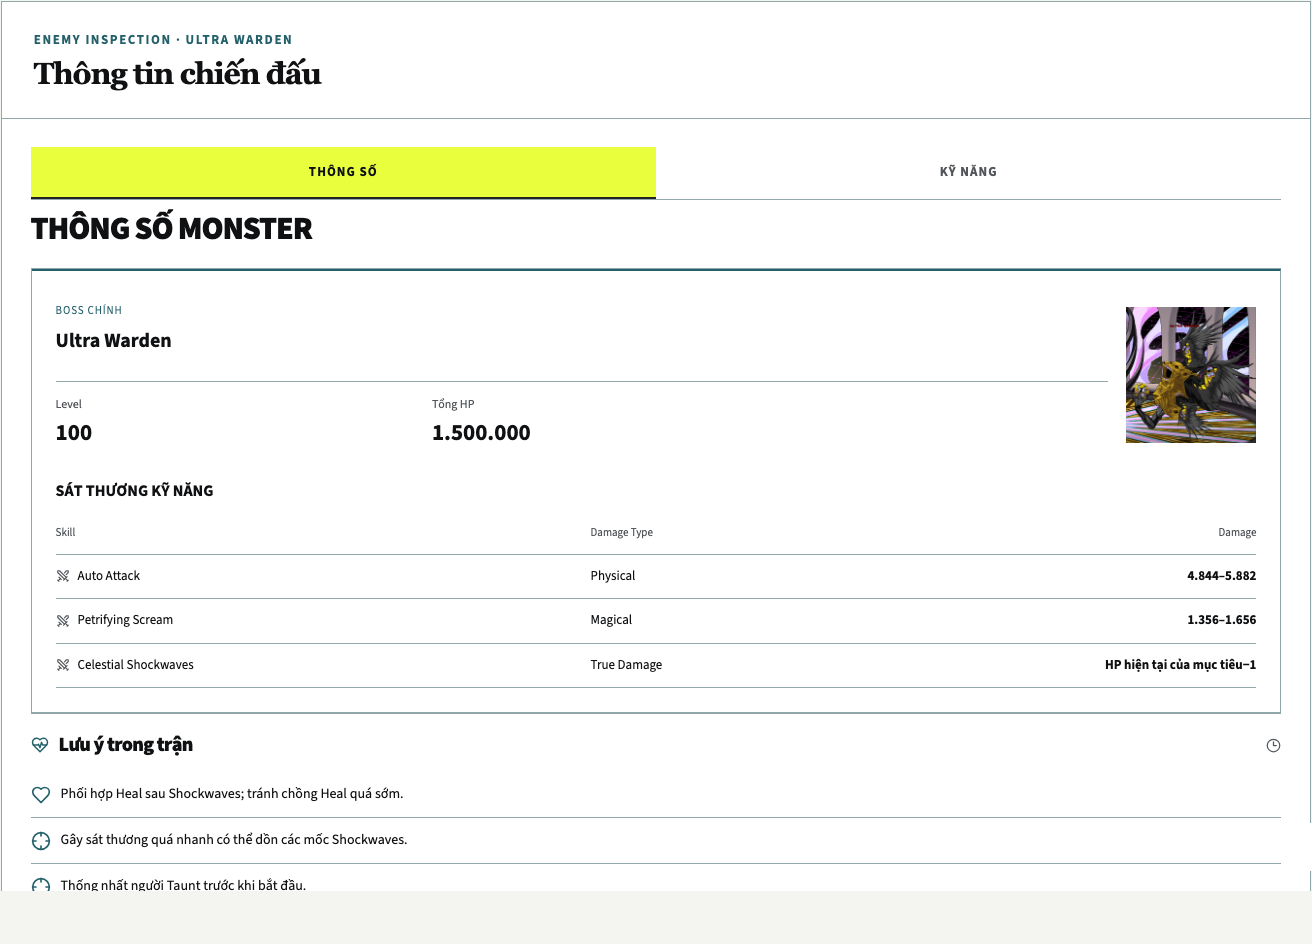 ENEMY INSPECTION · ULTRA WARDEN
Thông tin chiến đấu
THÔNG SỐ
KỸ NĂNG
THÔNG SỐ MONSTER
BOSS CHÍNH
Ultra Warden
Level
Tổng HP
100
1.500.000
SÁT THƯƠNG KỸ NĂNG
Skill
Damage Type
Damage
Auto Attack
Physical
4.844–5.882
Petrifying Scream
Magical
1.356–1.656
Celestial Shockwaves
True Damage
HP hiện tại của mục tiêu−1
Lưu ý trong trận
Phối hợp Heal sau Shockwaves; tránh chồng Heal quá sớm.
Gây sát thương quá nhanh có thể dồn các mốc Shockwaves.
Thống nhất người Taunt trước khi bắt đầu.